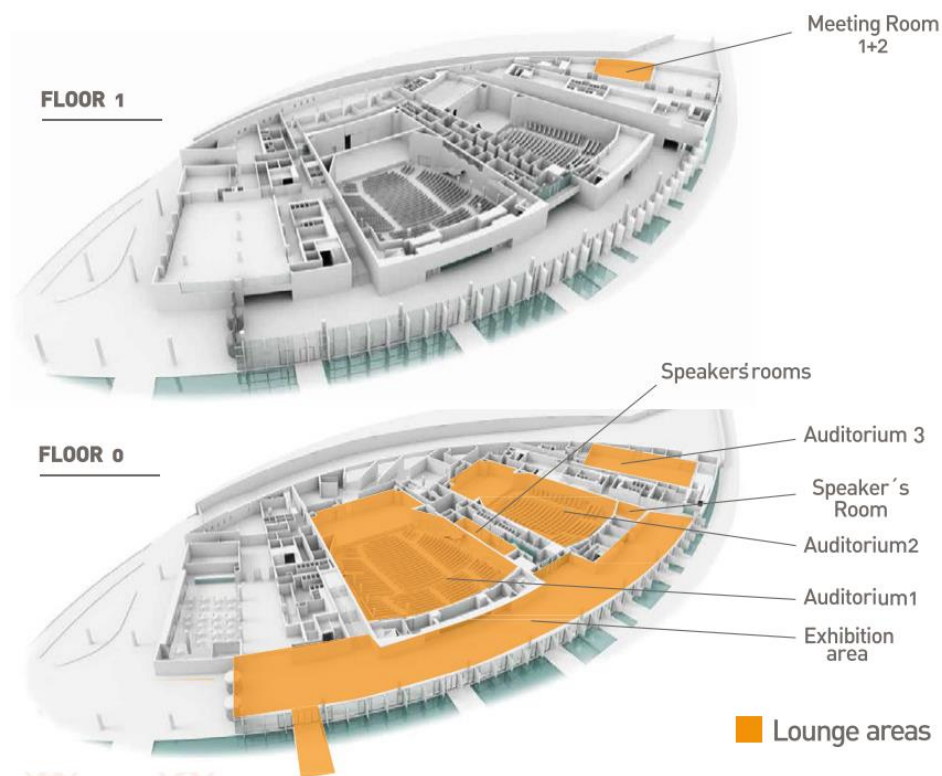 Meeting Room
1+2
FLOOR 1
Speakers'rooms
FLOOR 0
Auditorium 3
Speaker´s
Room
Auditorium2
Auditorium1
Exhibition
area
Lounge areas